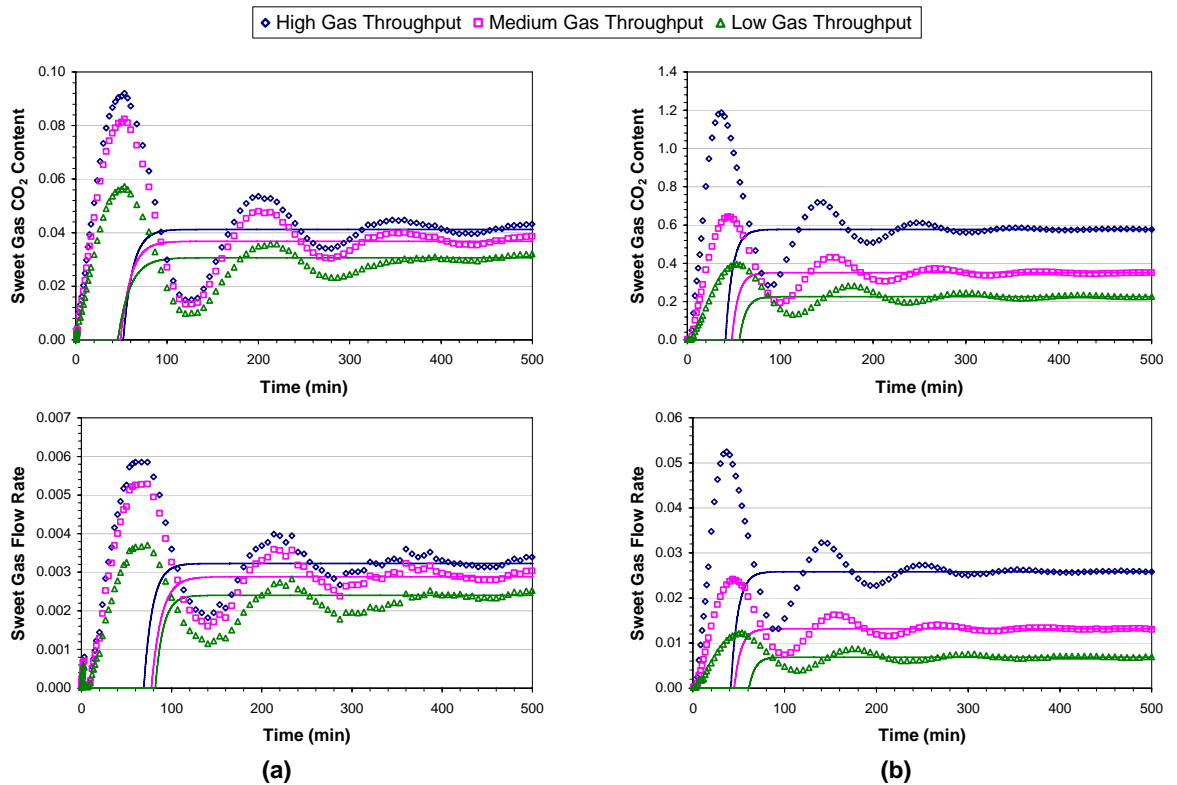 High Gas Throughput Medium Gas Throughput Low Gas Throughput
Sweet Gas CO2 Content
0.10
0.08
0.06
0.04
0.02
0.00
0 100 200 300 400 500
Time (min)
Sweet Gas CO2 Content
1.4
1.2
1.0
0.8
0.6
0.4
0.2
0.0
0 100 200 300 400 500
Time (min)
Sweet Gas Flow Rate
0.007
0.006
0.005
0.004
0.003
0.002
0.001
0.000
0 100 200 300 400 500
Time (min)
(a)
Sweet Gas Flow Rate
0.06
0.05
0.04
0.03
0.02
0.01
0.00
0 100 200 300 400 500
Time (min)
(b)